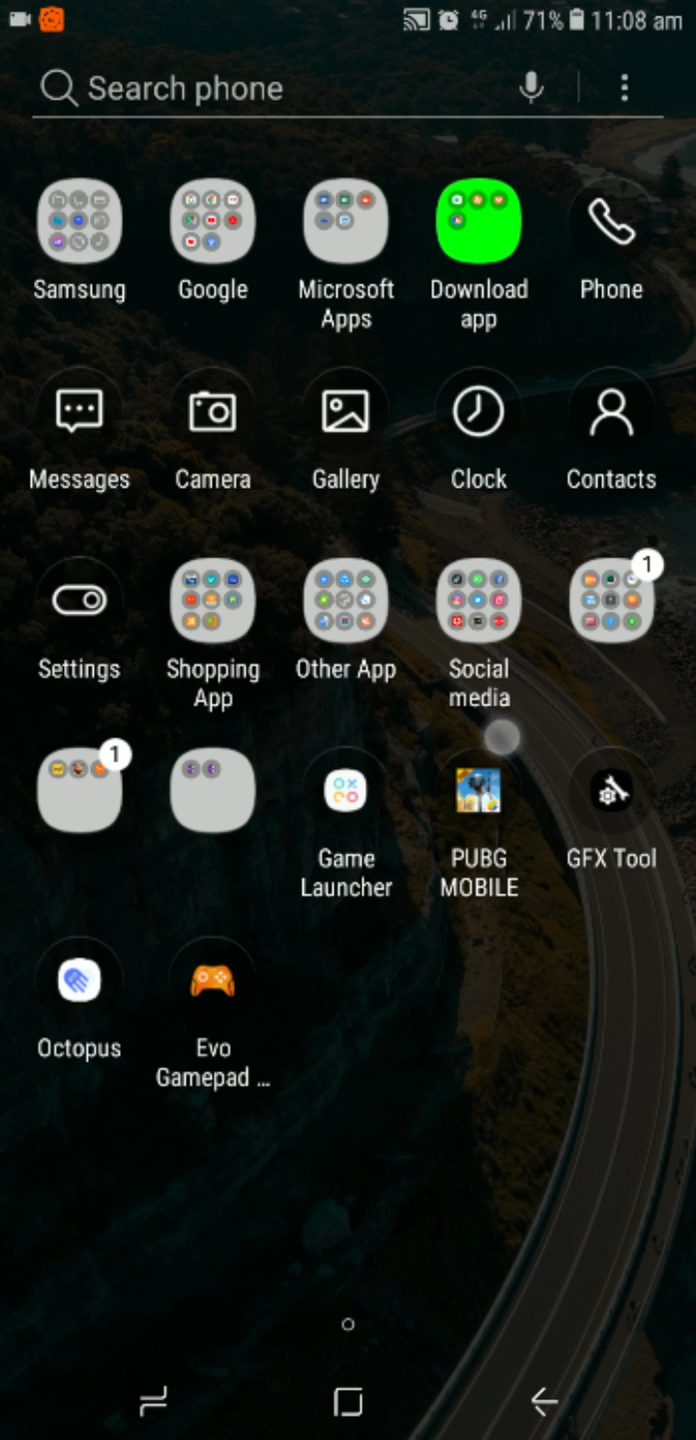 4G 71% 11:08 am
Search phone
Samsung Google Microsoft Apps Download app Phone
Messages Camera Gallery Clock Contacts
Settings Shopping App Other App Social media 1
1 Game Launcher PUBG MOBILE GFX Tool
Octopus Evo Gamepad ...